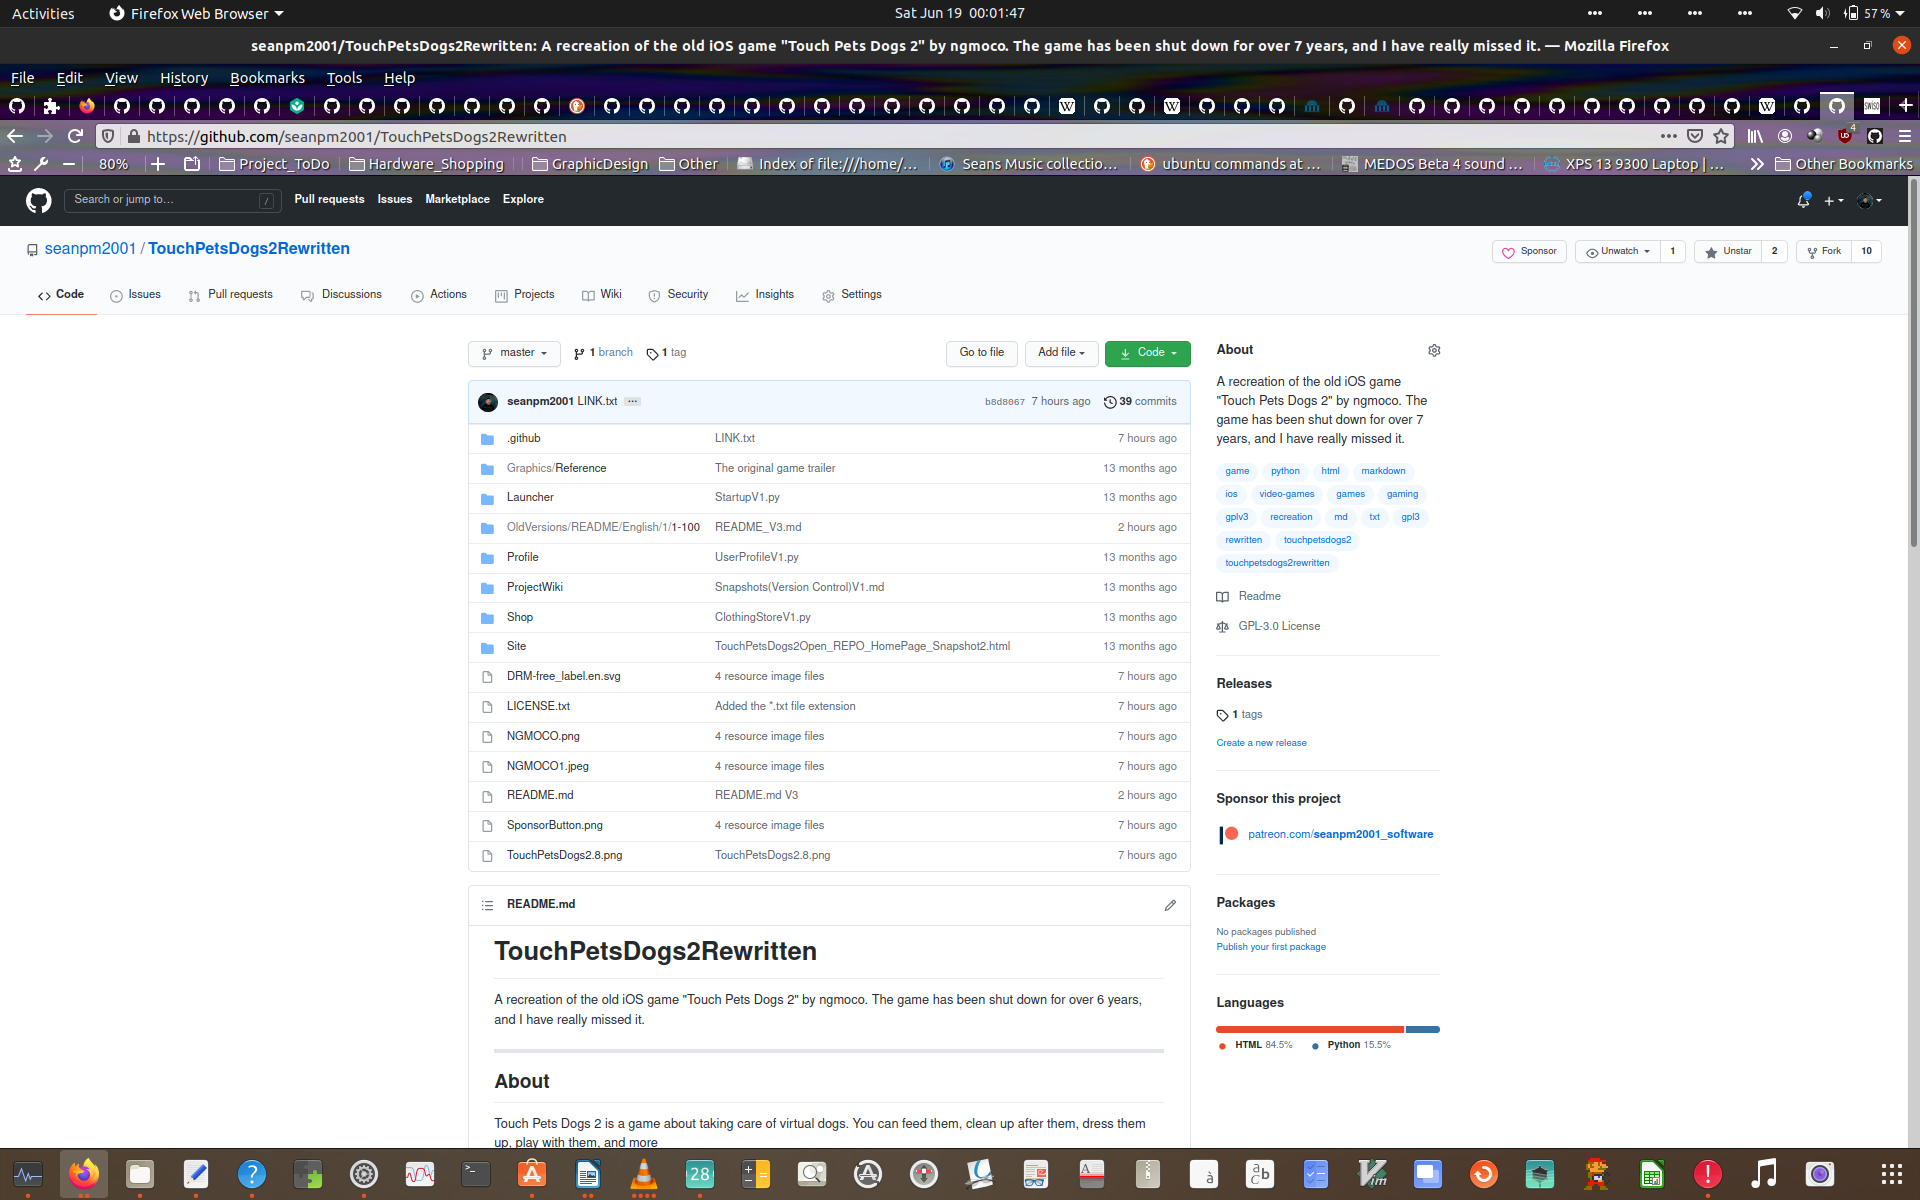 Activities
Firefox Web Browser
Sat Jun 19 00:01:47
57 %
seanpm2001/TouchPetsDogs2Rewritten: A recreation of the old iOS game "Touch Pets Dogs 2" by ngmoco. The game has been shut down for over 7 years, and I have really missed it. — Mozilla Firefox
File Edit View History Bookmarks Tools Help
https://github.com/seanpm2001/TouchPetsDogs2Rewritten
4
80%
Project_ToDo
Hardware_Shopping
GraphicDesign
Other
Index of file:///home/...
Seans Music collectio...
ubuntu commands at ...
MEDOS Beta 4 sound ...
XPS 13 9300 Laptop | ...
Other Bookmarks
Search or jump to...
/
Pull requests Issues Marketplace Explore
seanpm2001 / TouchPetsDogs2Rewritten
Sponsor
Unwatch 1
Unstar 2
Fork 10
Code
Issues
Pull requests
Discussions
Actions
Projects
Wiki
Security
Insights
Settings
master
1 branch
1 tag
Go to file
Add file
Code
seanpm2001 LINK.txt ... b8d8067 7 hours ago 39 commits
.github LINK.txt 7 hours ago
Graphics/Reference The original game trailer 13 months ago
Launcher StartupV1.py 13 months ago
OldVersions/README/English/1/1-100 README_V3.md 2 hours ago
Profile UserProfileV1.py 13 months ago
ProjectWiki Snapshots(Version Control)V1.md 13 months ago
Shop ClothingStoreV1.py 13 months ago
Site TouchPetsDogs2Open_REPO_HomePage_Snapshot2.html 13 months ago
DRM-free_label.en.svg 4 resource image files 7 hours ago
LICENSE.txt Added the *.txt file extension 7 hours ago
NGMOCO.png 4 resource image files 7 hours ago
NGMOCO1.jpeg 4 resource image files 7 hours ago
README.md README.md V3 2 hours ago
SponsorButton.png 4 resource image files 7 hours ago
TouchPetsDogs2.8.png TouchPetsDogs2.8.png 7 hours ago
README.md
TouchPetsDogs2Rewritten
A recreation of the old iOS game "Touch Pets Dogs 2" by ngmoco. The game has been shut down for over 6 years,
and I have really missed it.
About
Touch Pets Dogs 2 is a game about taking care of virtual dogs. You can feed them, clean up after them, dress them
up, play with them, and more
About
A recreation of the old iOS game
"Touch Pets Dogs 2" by ngmoco. The
game has been shut down for over 7
years, and I have really missed it.
game python html markdown
ios video-games games gaming
gplv3 recreation md txt gpl3
rewritten touchpetsdogs2
touchpetsdogs2rewritten
Readme
GPL-3.0 License
Releases
1 tags
Create a new release
Sponsor this project
patreon.com/seanpm2001_software
Packages
No packages published
Publish your first package
Languages
HTML 84.5% Python 15.5%
28